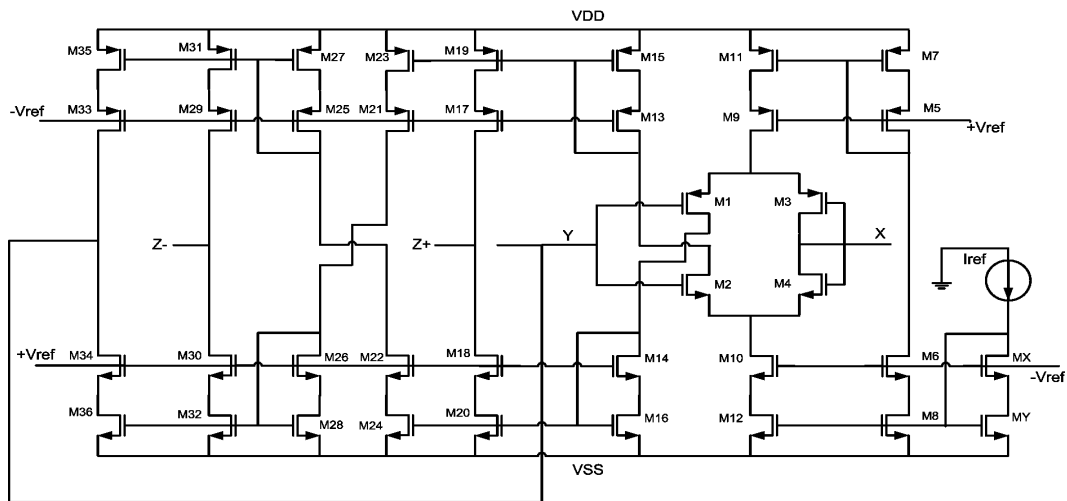 VDD
M35 M31 M27 M23 M19 M15 M11 M7
-Vref M33 M29 M25 M21 M17 M13 M9 M5 +Vref
M1 M3
Z- Z+ Y X
M2 M4 Iref
+Vref M34 M30 M26 M22 M18 M14 M10 M6 MX -Vref
M36 M32 M28 M24 M20 M16 M12 M8 MY
VSS